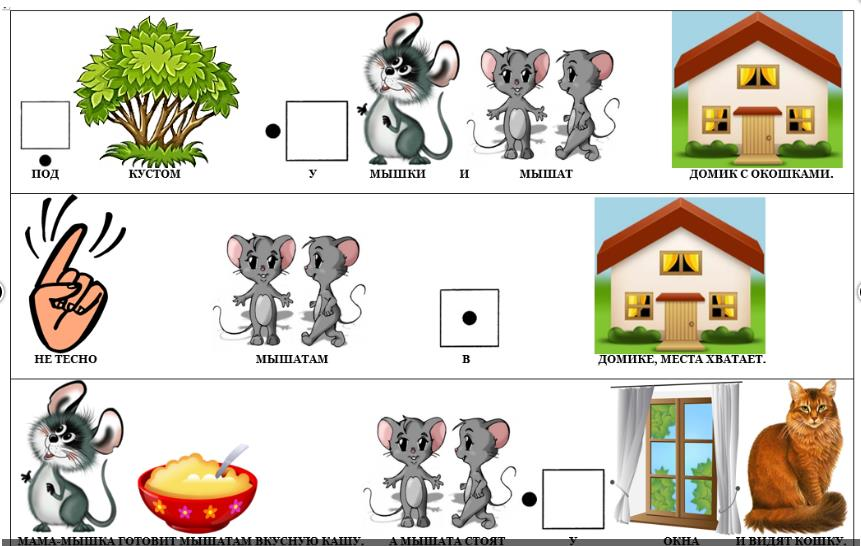 ПОД КУСТОМ У МЫШКИ И МЫШАТ ДОМИК С ОКОШКАМИ.
НЕ ТЕСНО МЫШАТАМ В ДОМИКЕ, МЕСТА ХВАТАЕТ.
МАМА-МЫШКА ГОТОВИТ МЫШАТАМ ВКУСНУЮ КАШУ. А МЫШАТА СТОЯТ У ОКНА И ВИДЯТ КОШКУ.